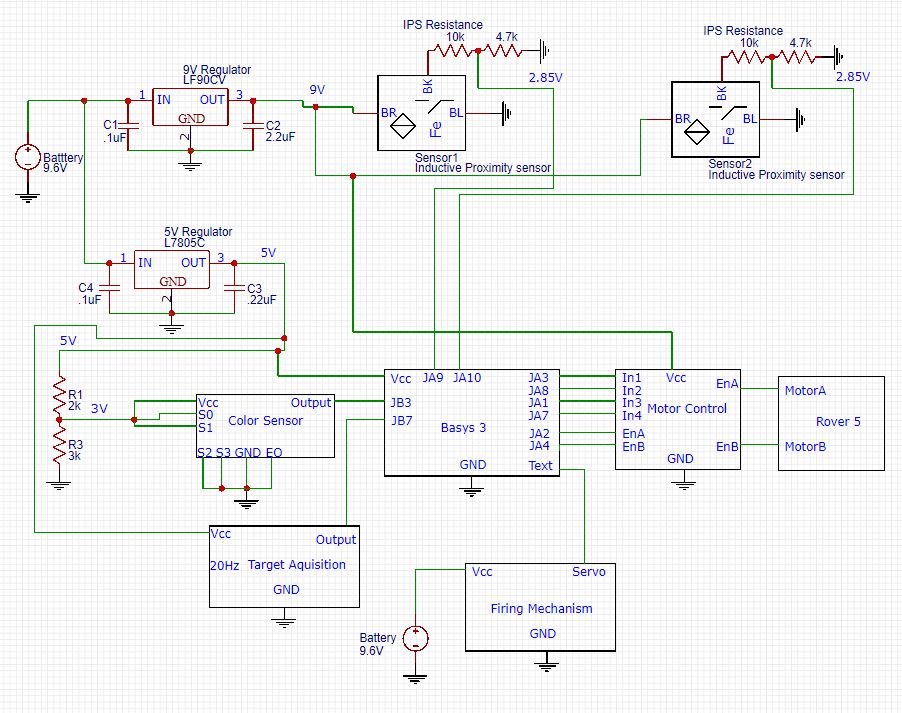 IPS Resistance
10k
4.7k
IPS Resistance
10k
4.7k
9V Regulator
LF90CV
9V
2.85V
2.85V
1
IN
OUT
3
GND
2
C1
.1uF
C2
2.2uF
BK
BR
BL
Fe
Sensor1
Inductive Proximity sensor
BK
BR
BL
Fe
Sensor2
Inductive Proximity sensor
Batttery
9.6V
5V Regulator
L7805C
5V
1
IN
OUT
3
GND
2
C4
.1uF
C3
.22uF
5V
R1
2k
3V
R3
3k
Vcc
Output
S0
S1
Color Sensor
S2 S3 GND EO
Vcc
JA9
JA10
JA3
JB3
JA8
JB7
JA1
Basys 3
JA7
JA2
JA4
GND
Text
In1
Vcc
EnA
In2
In3
Motor Control
In4
EnA
EnB
EnB
GND
MotorA
Rover 5
MotorB
Vcc
Output
20Hz
Target Aquisition
GND
Battery
9.6V
Vcc
Servo
Firing Mechanism
GND